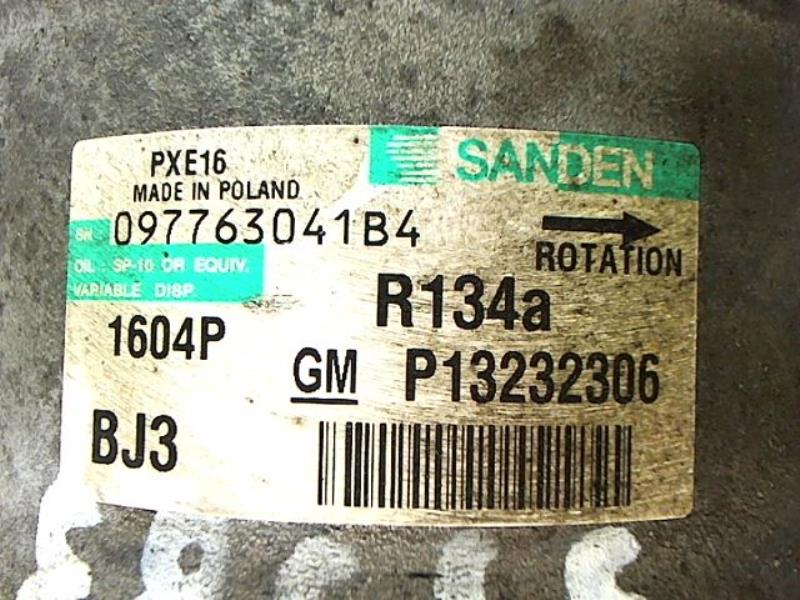 PXE16
SANDEN
MADE IN POLAND
SN 097763041B4
ROTATION
OIL - SP-10 OR EQUIV.
VARIABLE DISP.
R134a
1604P
GM P13232306
BJ3